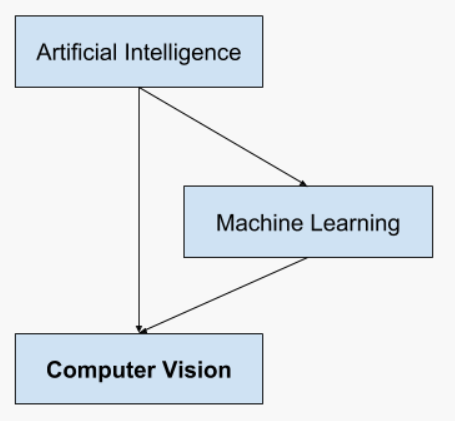 Artificial Intelligence
Machine Learning
Computer Vision